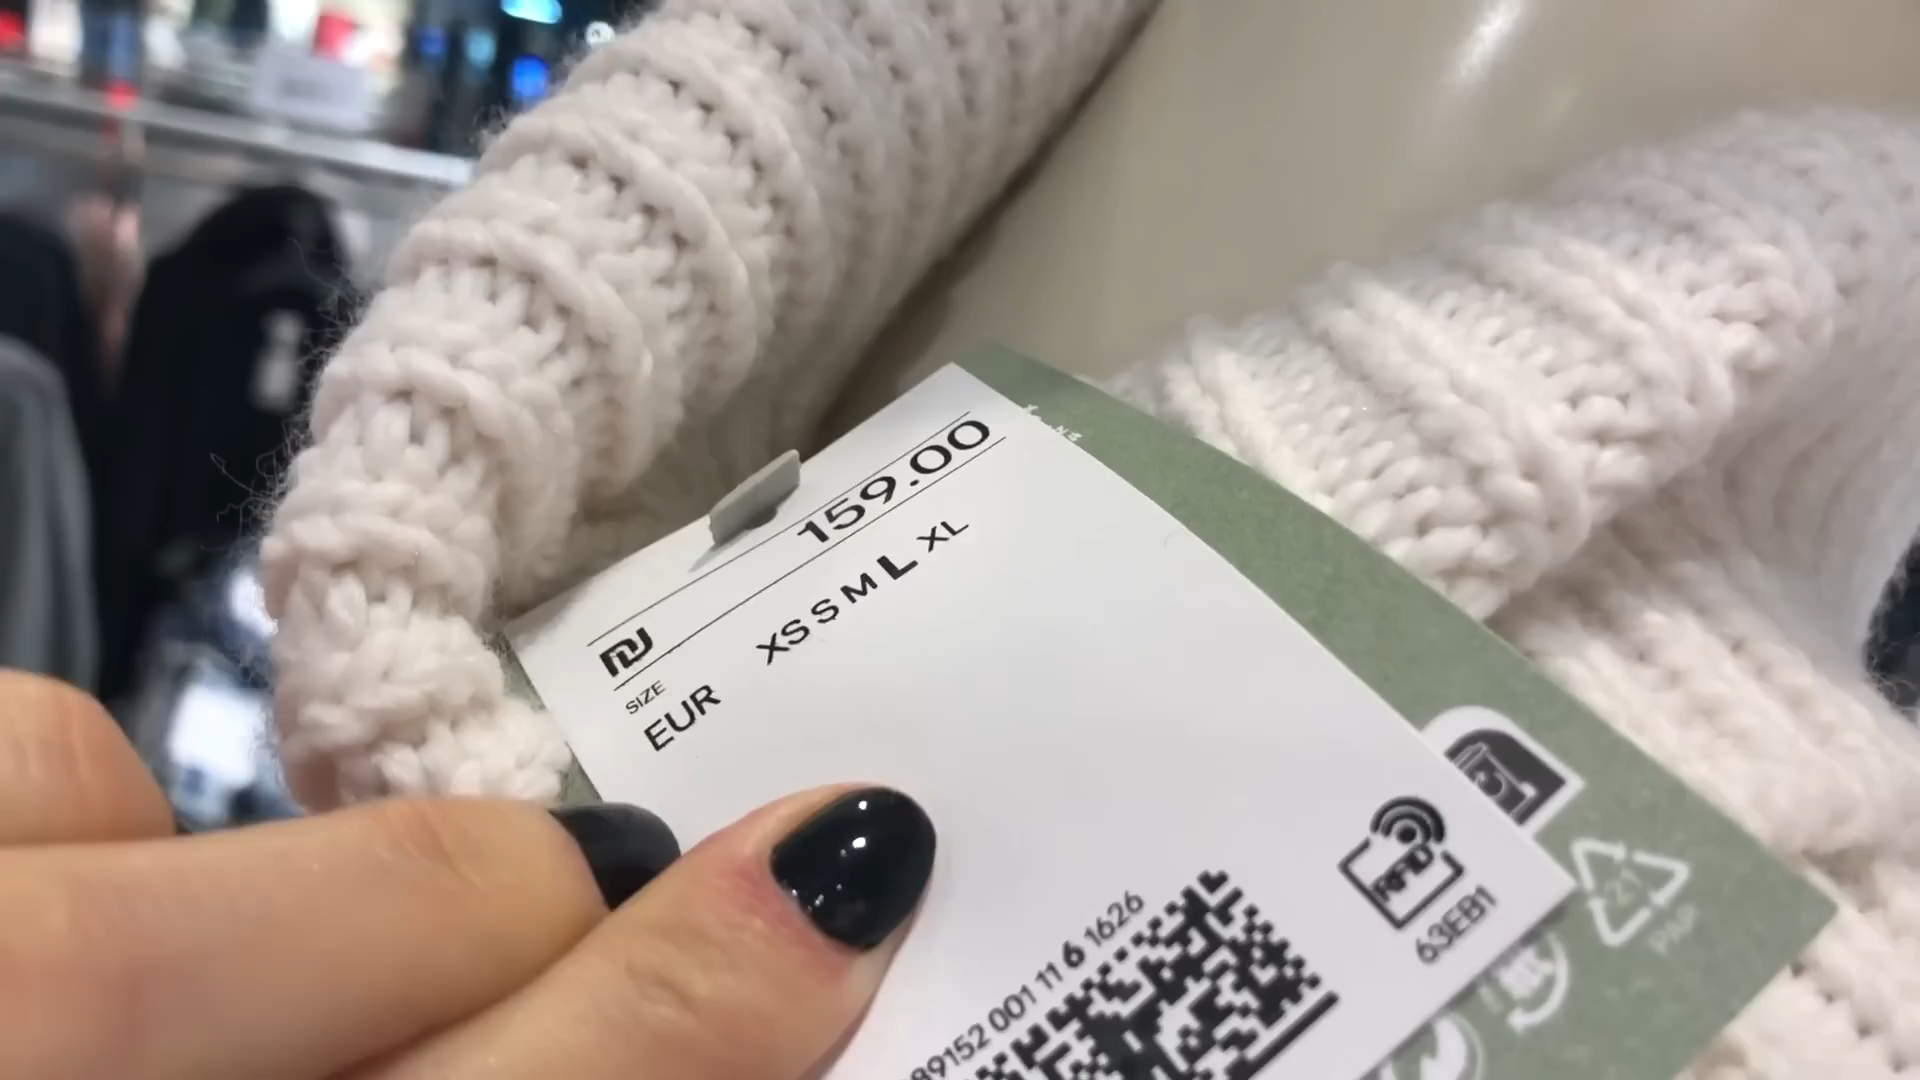 ₪ 159.00
SIZE
EUR XS S M L XL
89152 001 11 6 1626
RFID
63EB1
21
PAP